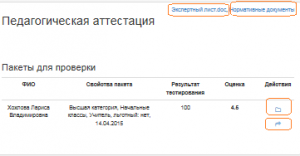 Экспертный лист.doc, Нормативные документы
Педагогическая аттестация
Пакеты для проверки
ФИО Свойства пакета Результат тестирования Оценка Действия
Хохлова Лариса Владимировна Высшая категория, Начальные классы, Учитель, льготный: нет, 14.04.2015 100 4.6